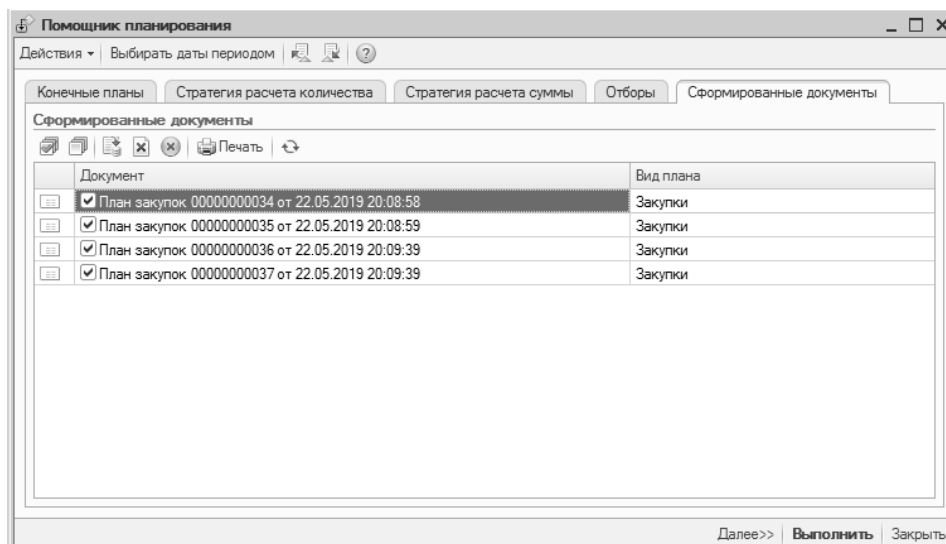 Помощник планирования
Действия Выбирать даты периодом
Конечные планы Стратегия расчета количества Стратегия расчета суммы Отборы Сформированные документы
Сформированные документы
Печать
Документ Вид плана
План закупок 00000000034 от 22.05.2019 20:08:58 Закупки
План закупок 00000000035 от 22.05.2019 20:08:59 Закупки
План закупок 00000000036 от 22.05.2019 20:09:39 Закупки
План закупок 00000000037 от 22.05.2019 20:09:39 Закупки
Далее>> Выполнить Закрыть